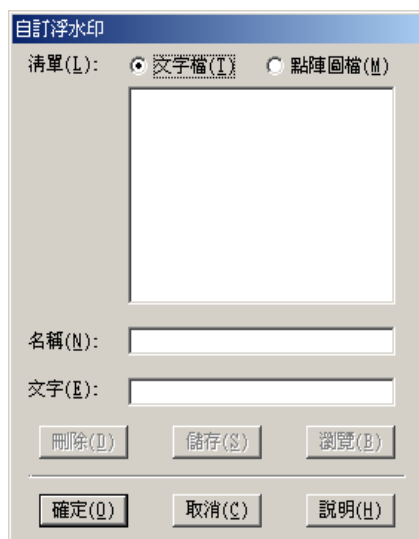 自訂浮水印
清單(L): 文字檔(T) 點陣圖檔(M)
名稱(N):
文字(E):
刪除(D) 儲存(S) 瀏覽(B)
確定(O) 取消(C) 說明(H)